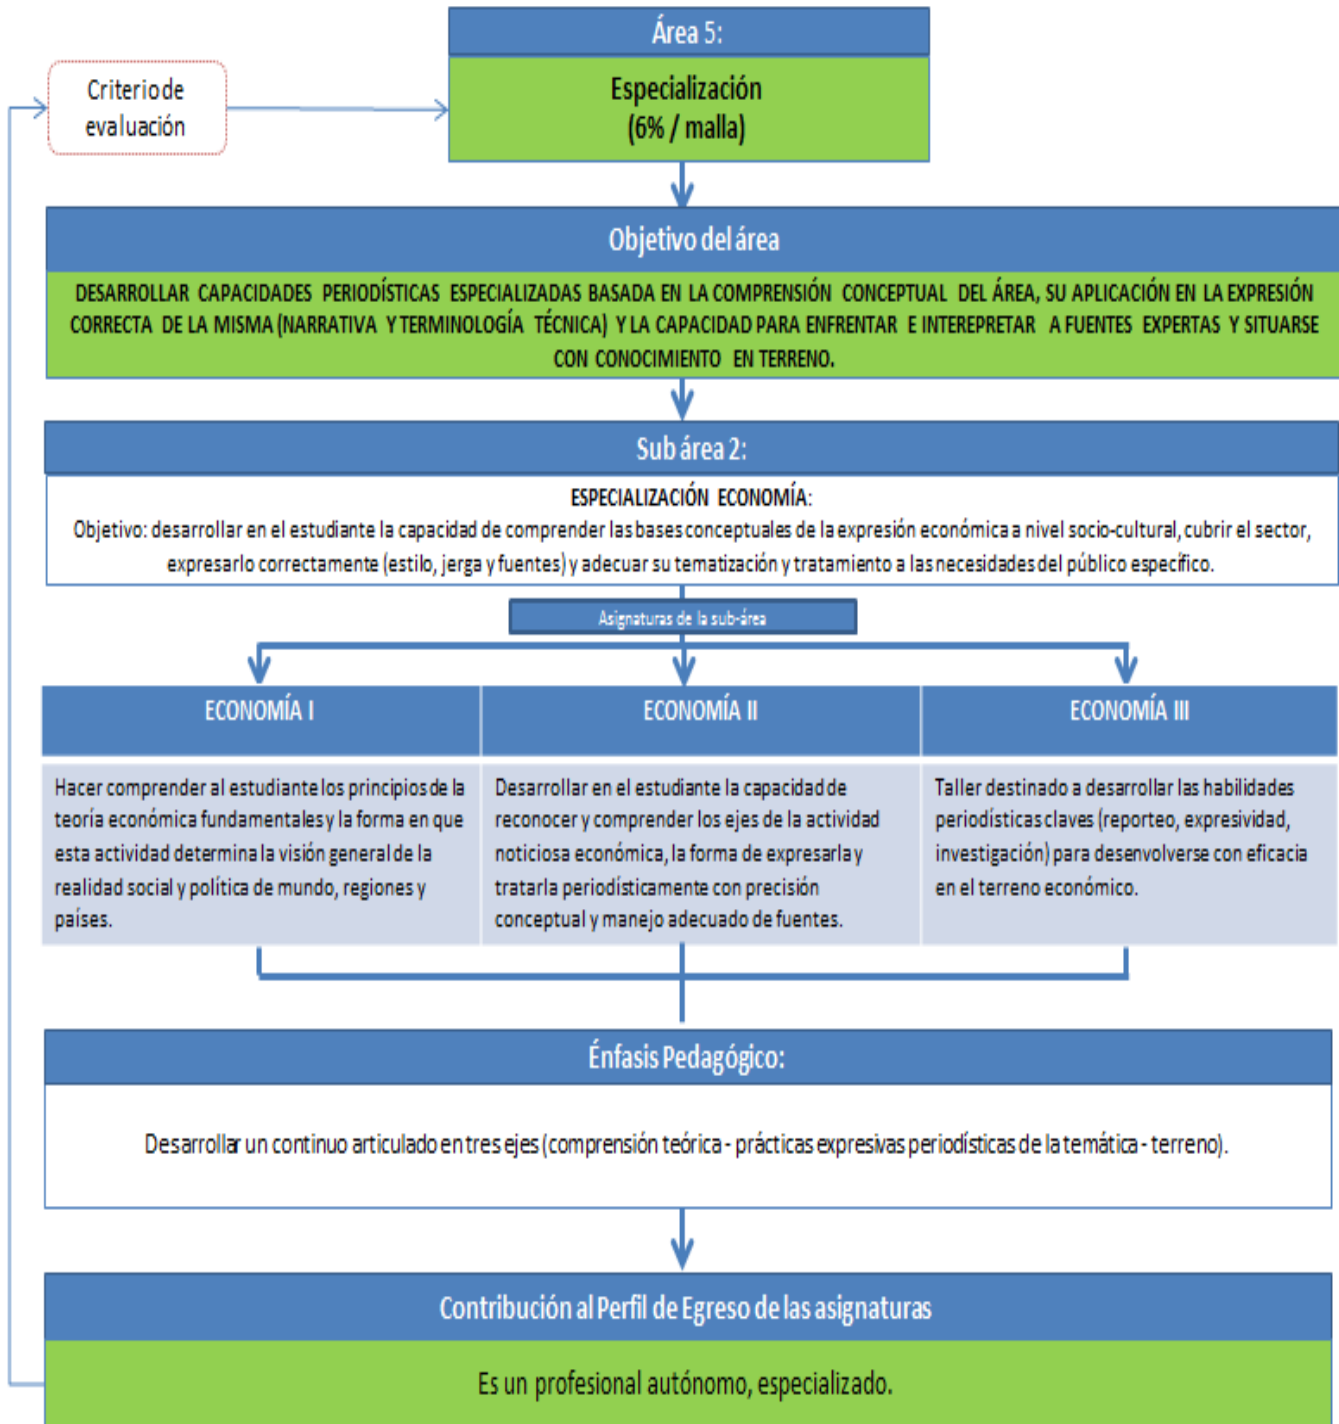 Área 5:
Especialización
(6% / malla)
Criterio de
evaluación
Objetivo del área
DESARROLLAR CAPACIDADES PERIODÍSTICAS ESPECIALIZADAS BASADA EN LA COMPRENSIÓN CONCEPTUAL DEL ÁREA, SU APLICACIÓN EN LA EXPRESIÓN
CORRECTA DE LA MISMA (NARRATIVA Y TERMINOLOGÍA TÉCNICA) Y LA CAPACIDAD PARA ENFRENTAR E INTEREPRETAR A FUENTES EXPERTAS Y SITUARSE
CON CONOCIMIENTO EN TERRENO.
Sub área 2:
ESPECIALIZACIÓN ECONOMÍA:
Objetivo: desarrollar en el estudiante la capacidad de comprender las bases conceptuales de la expresión económica a nivel socio-cultural, cubrir el sector,
expresarlo correctamente (estilo, jerga y fuentes) y adecuar su tematización y tratamiento a las necesidades del público específico.
Asignaturas de la sub-área
ECONOMÍA I
Hacer comprender al estudiante los principios de la
teoría económica fundamentales y la forma en que
esta actividad determina la visión general de la
realidad social y política de mundo, regiones y
países.
ECONOMÍA II
Desarrollar en el estudiante la capacidad de
reconocer y comprender los ejes de la actividad
noticiosa económica, la forma de expresarla y
tratarla periodísticamente con precisión
conceptual y manejo adecuado de fuentes.
ECONOMÍA III
Taller destinado a desarrollar las habilidades
periodísticas claves (reporteo, expresividad,
investigación) para desenvolverse con eficacia
en el terreno económico.
Énfasis Pedagógico:
Desarrollar un continuo articulado en tres ejes (comprensión teórica - prácticas expresivas periodísticas de la temática - terreno).
Contribución al Perfil de Egreso de las asignaturas
Es un profesional autónomo, especializado.